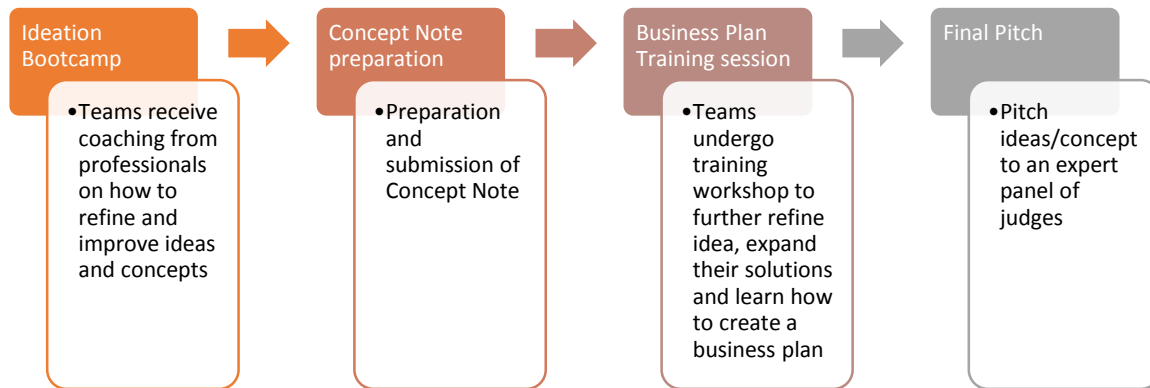 Ideation
Bootcamp
•Teams receive
coaching from
professionals
on how to
refine and
improve ideas
and concepts
Concept Note
preparation
•Preparation
and
submission of
Concept Note
Business Plan
Training session
•Teams
undergo
training
workshop to
further refine
idea, expand
their solutions
and learn how
to create a
business plan
Final Pitch
•Pitch
ideas/concept
to an expert
panel of
judges